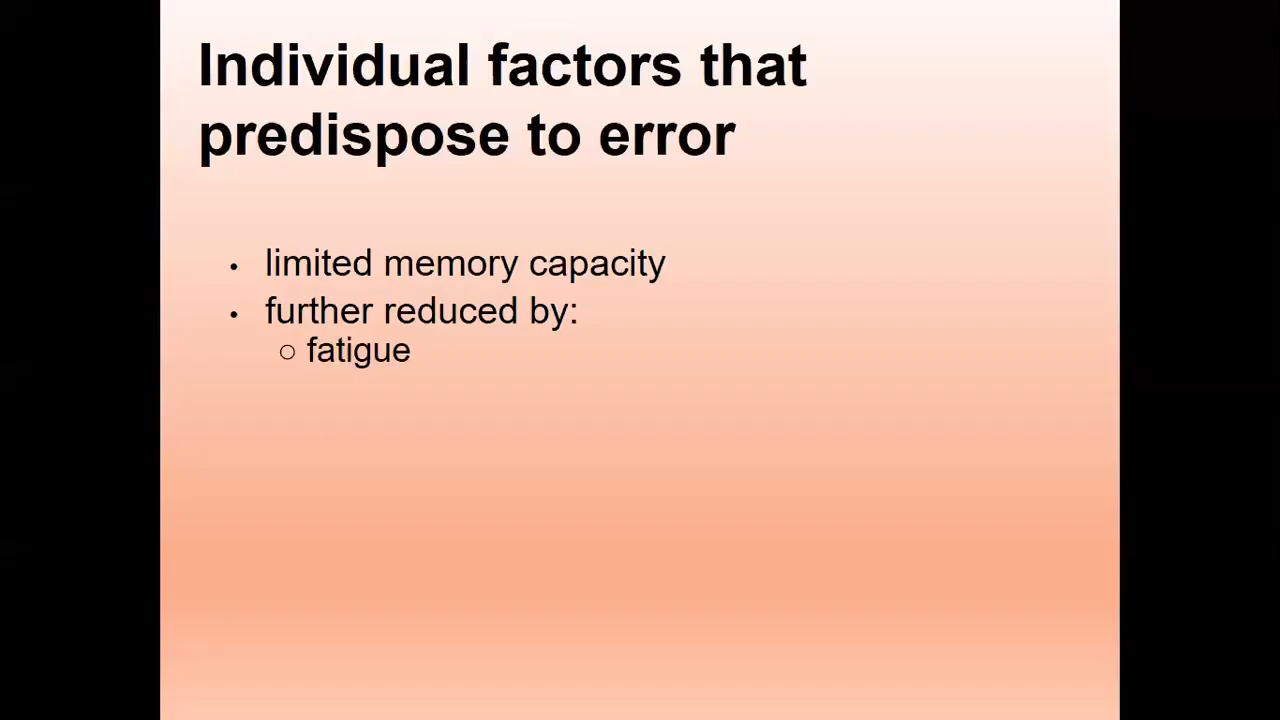 Individual factors that
predispose to error
• limited memory capacity
• further reduced by:
○ fatigue